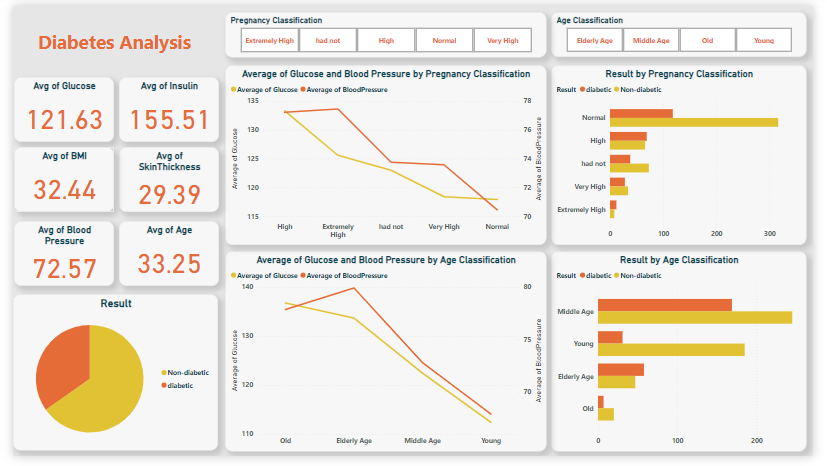 Diabetes Analysis
Pregnancy Classification
Extremely High
had not
High
Normal
Very High
Age Classification
Elderly Age
Middle Age
Old
Young
Avg of Glucose
121.63
Avg of Insulin
155.51
Avg of BMI
32.44
Avg of
SkinThickness
29.39
Avg of Blood
Pressure
72.57
Avg of Age
33.25
Result
Non-diabetic
diabetic
Average of Glucose and Blood Pressure by Pregnancy Classification
Average of Glucose
Average of BloodPressure
Average of Glucose
135
130
125
120
115
78
76
74
72
70
Average of BloodPressure
High
Extremely
High
had not
Very High
Normal
Result by Pregnancy Classification
Result
diabetic
Non-diabetic
Normal
High
had not
Very High
Extremely High
0
100
200
300
Average of Glucose and Blood Pressure by Age Classification
Average of Glucose
Average of BloodPressure
Average of Glucose
140
130
120
110
80
75
70
Average of BloodPressure
Old
Elderly Age
Middle Age
Young
Result by Age Classification
Result
diabetic
Non-diabetic
Middle Age
Young
Elderly Age
Old
0
100
200